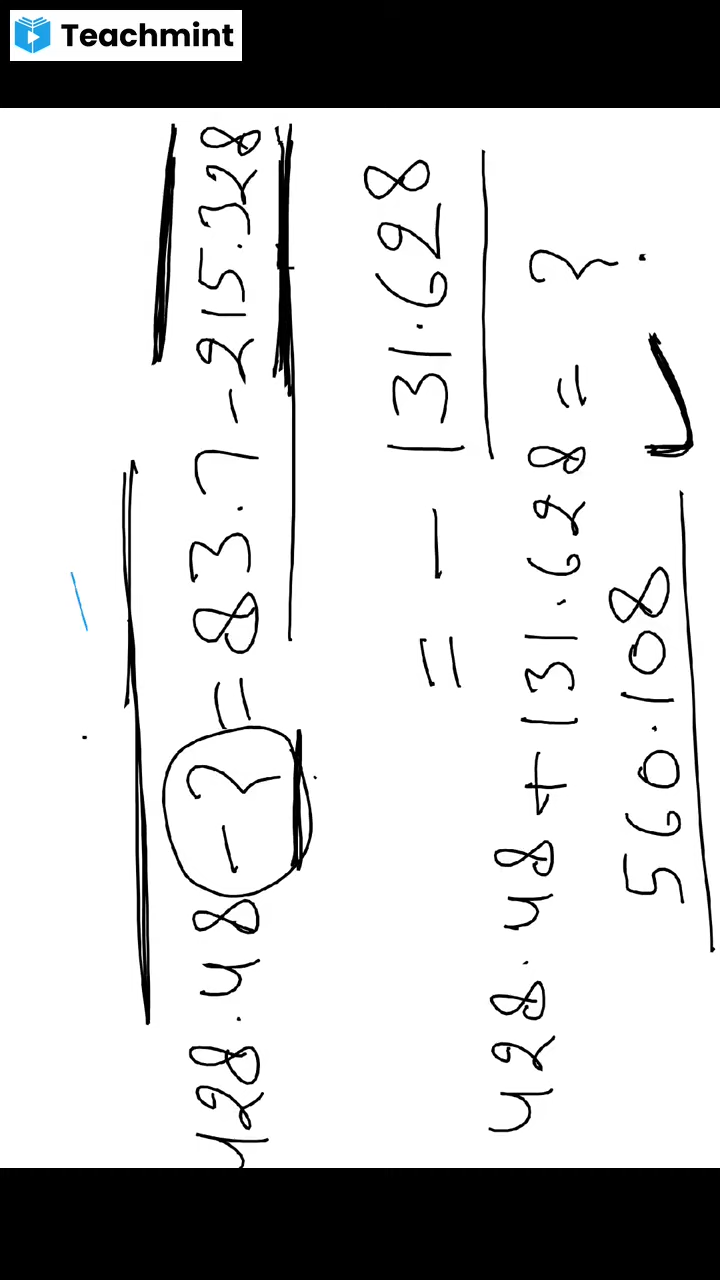 Teachmint
428.48 - ? = 83.7 - 215.328
= - 131.628
428.48 + 131.628 = ?
560.108